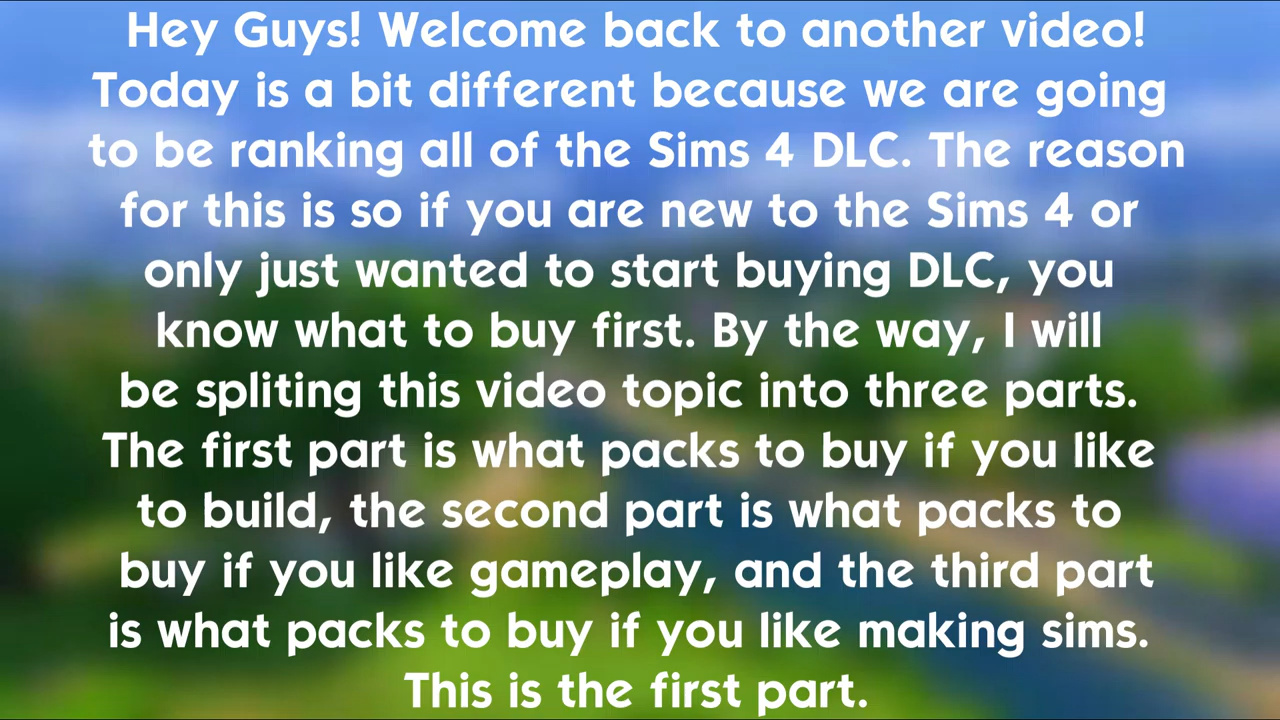 Hey Guys! Welcome back to another video!
Today is a bit different because we are going
to be ranking all of the Sims 4 DLC. The reason
for this is so if you are new to the Sims 4 or
only just wanted to start buying DLC, you
know what to buy first. By the way, I will
be spliting this video topic into three parts.
The first part is what packs to buy if you like
to build, the second part is what packs to
buy if you like gameplay, and the third part
is what packs to buy if you like making sims.
This is the first part.